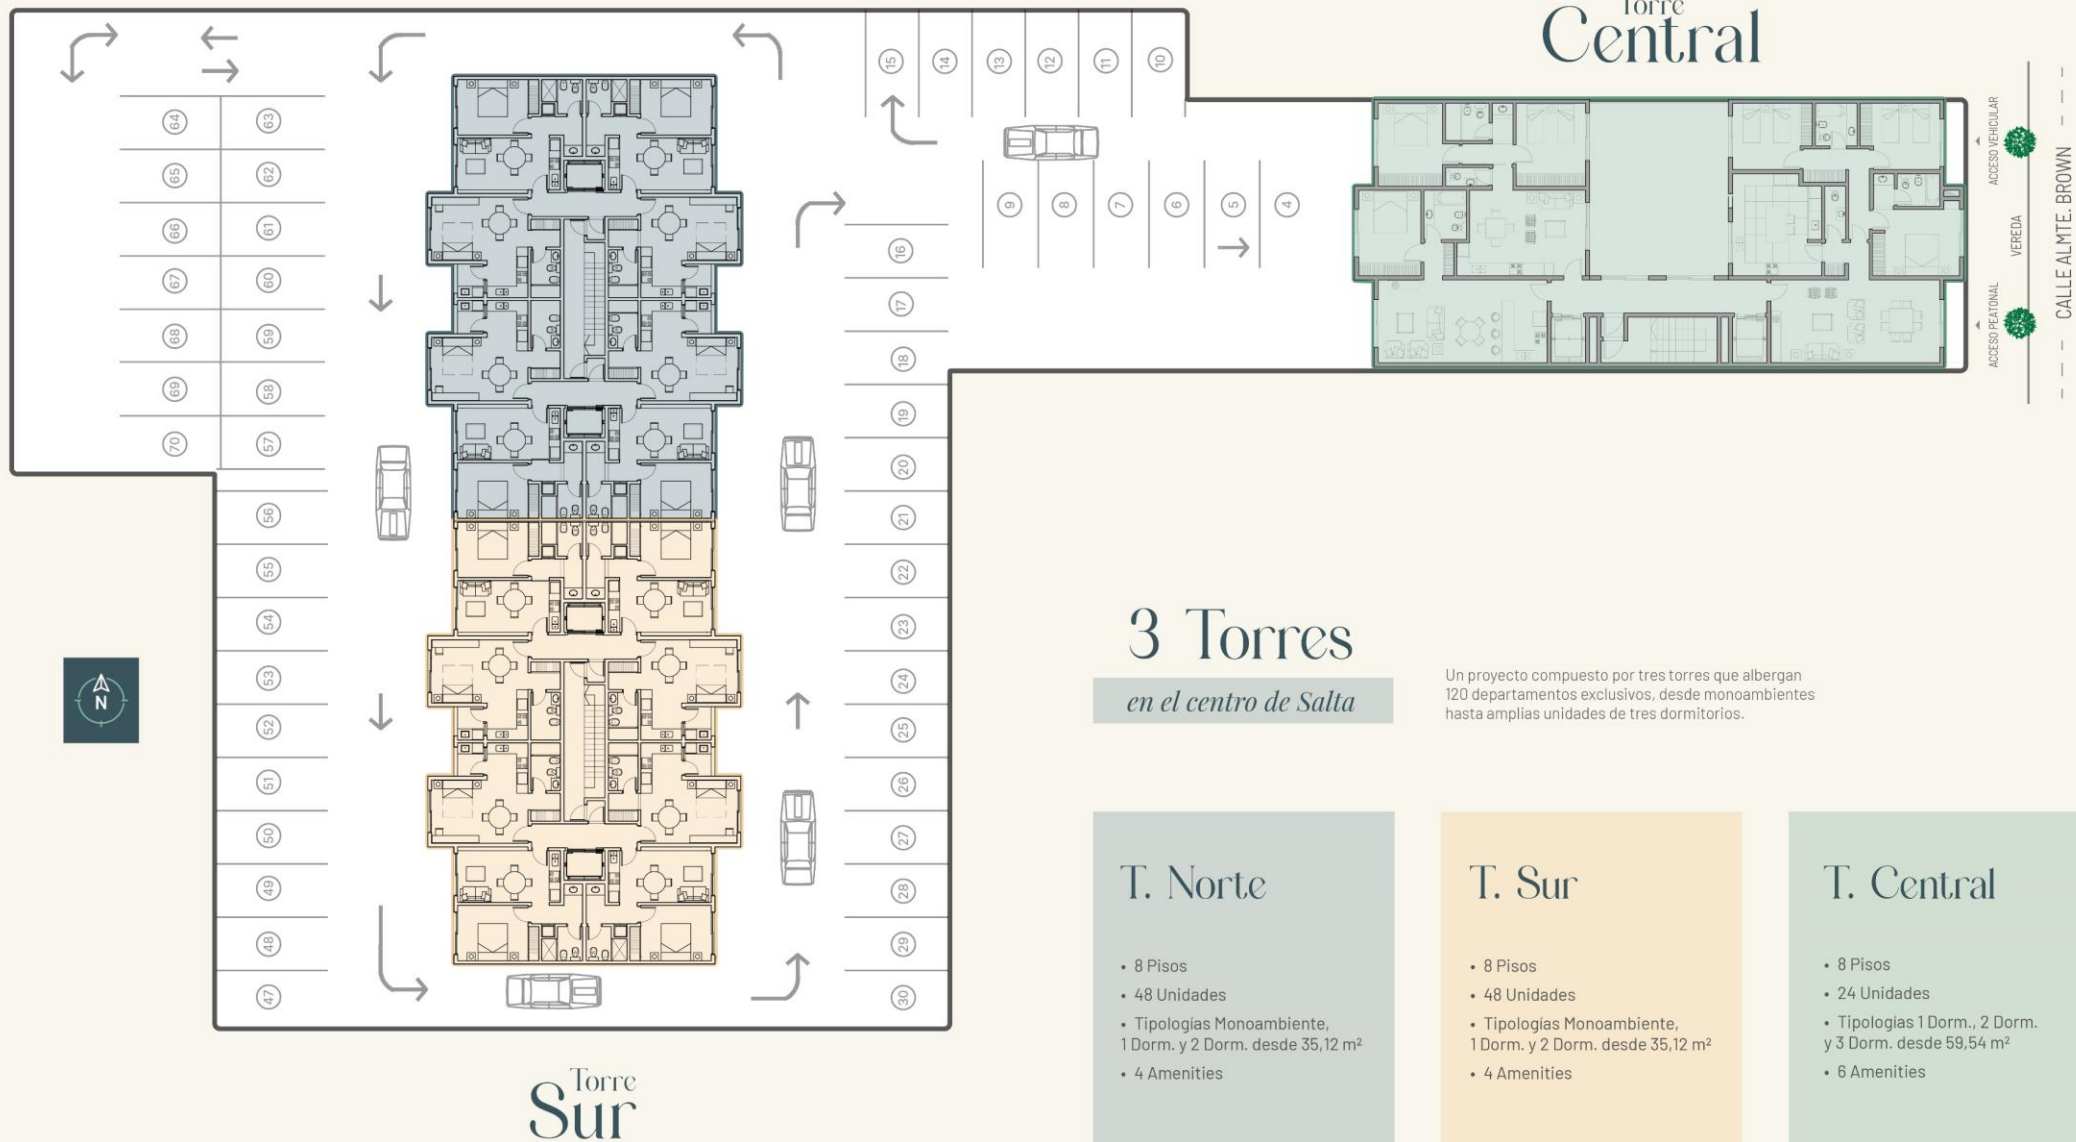 Torre
Central
15
14
13
12
11
10
64
63
65
62
66
61
67
60
68
59
69
58
70
57
9
8
7
6
5
4
16
17
18
19
20
21
22
23
24
25
26
27
28
29
30
56
55
54
53
52
51
50
49
48
47
ACCESO VEHICULAR
VEREDA
ACCESO PEATONAL
CALLE ALMTE. BROWN
N
3 Torres
en el centro de Salta
Un proyecto compuesto por tres torres que albergan
120 departamentos exclusivos, desde monoambientes
hasta amplias unidades de tres dormitorios.
T. Norte
• 8 Pisos
• 48 Unidades
• Tipologías Monoambiente,
1 Dorm. y 2 Dorm. desde 35,12 m²
• 4 Amenities
T. Sur
• 8 Pisos
• 48 Unidades
• Tipologías Monoambiente,
1 Dorm. y 2 Dorm. desde 35,12 m²
• 4 Amenities
T. Central
• 8 Pisos
• 24 Unidades
• Tipologías 1 Dorm., 2 Dorm.
y 3 Dorm. desde 59,54 m²
• 6 Amenities
Torre
Sur